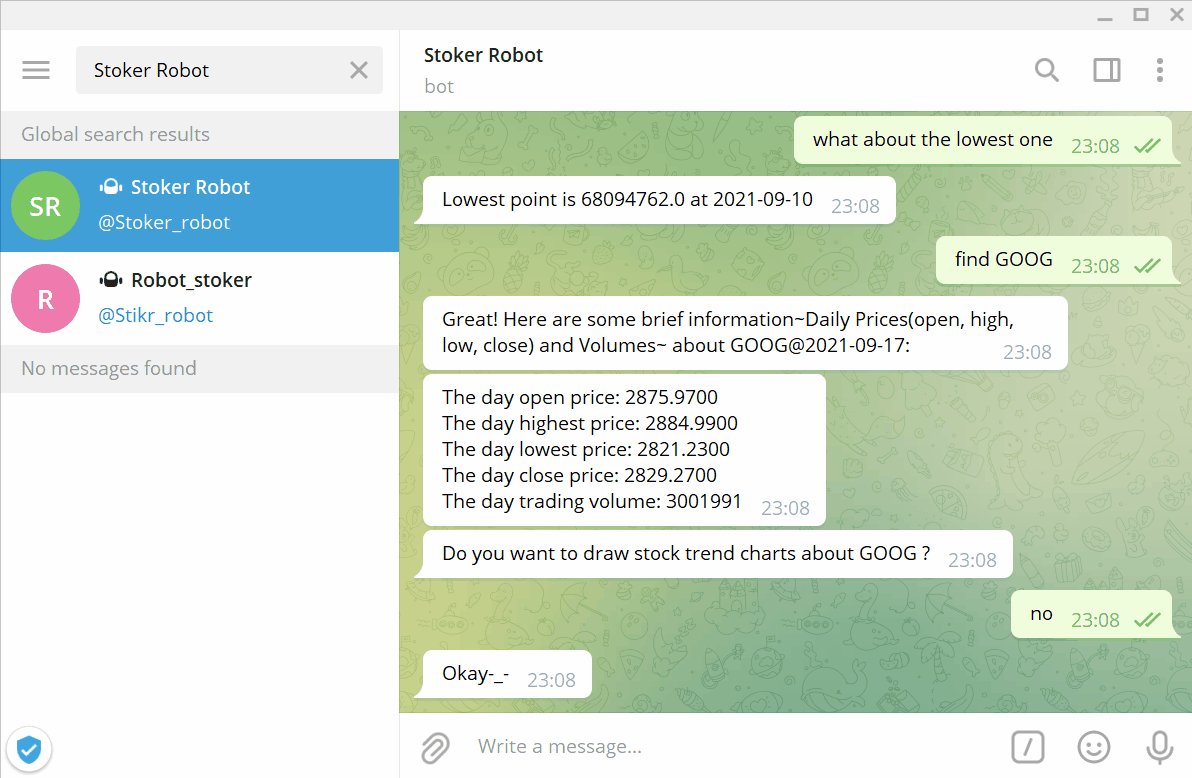 Stoker Robot
Global search results
SR
Stoker Robot
@Stoker_robot
R
Robot_stoker
@Stikr_robot
No messages found
Stoker Robot
bot
what about the lowest one 23:08
Lowest point is 68094762.0 at 2021-09-10 23:08
find GOOG 23:08
Great! Here are some brief information~Daily Prices(open, high,
low, close) and Volumes~ about GOOG@2021-09-17: 23:08
The day open price: 2875.9700
The day highest price: 2884.9900
The day lowest price: 2821.2300
The day close price: 2829.2700
The day trading volume: 3001991 23:08
Do you want to draw stock trend charts about GOOG ? 23:08
no 23:08
Okay-_- 23:08
Write a message...